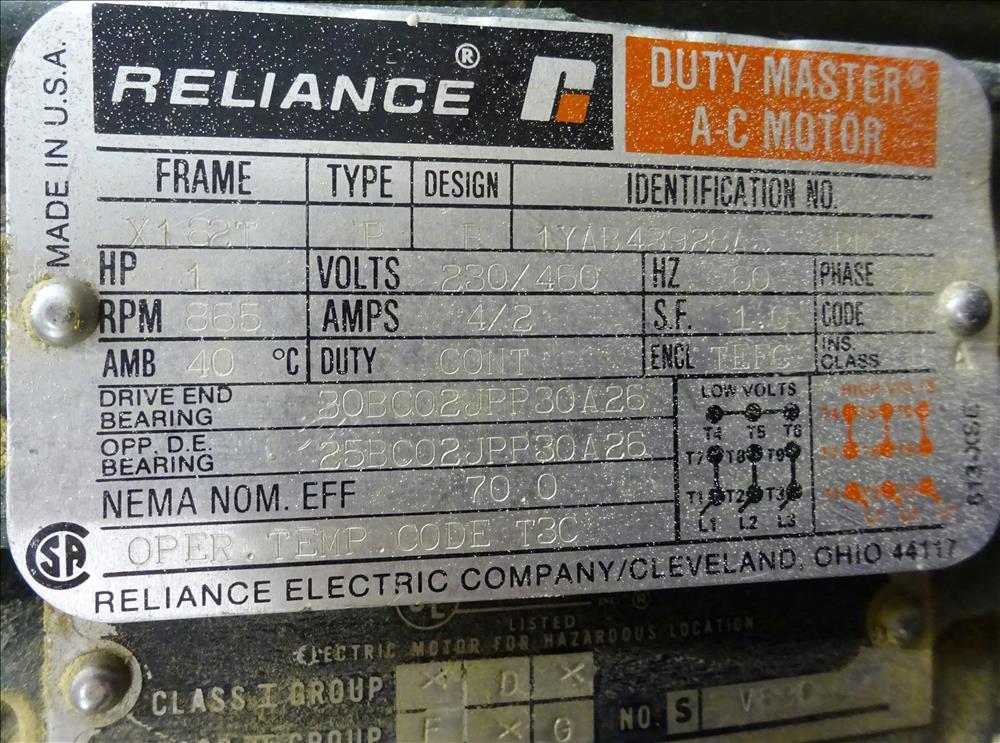 RELIANCE ®
DUTY MASTER®
A-C MOTOR
MADE IN U.S.A.
FRAME TYPE DESIGN IDENTIFICATION NO.
X182T P B
HP 1 VOLTS 230/460 HZ 60 PHASE
RPM 865 AMPS 4/2 S.F. CODE
AMB 40 °C DUTY CONT ENCL TEFC INS. CLASS
DRIVE END BEARING 30BC02JPP30A26
OPP. D.E. BEARING 25BC02JPP30A26
NEMA NOM. EFF 70.0
OPER. TEMP. CODE T3C
LOW VOLTS
T4 T5 T6
T7 T8 T9
T1 T2 T3
L1 L2 L3
HIGH VOLTS
T4 T5 T6
RELIANCE ELECTRIC COMPANY/CLEVELAND, OHIO 44117
LISTED
ELECTRIC MOTOR FOR HAZARDOUS LOCATION
CLASS I GROUP X D X
F X G
NO. S